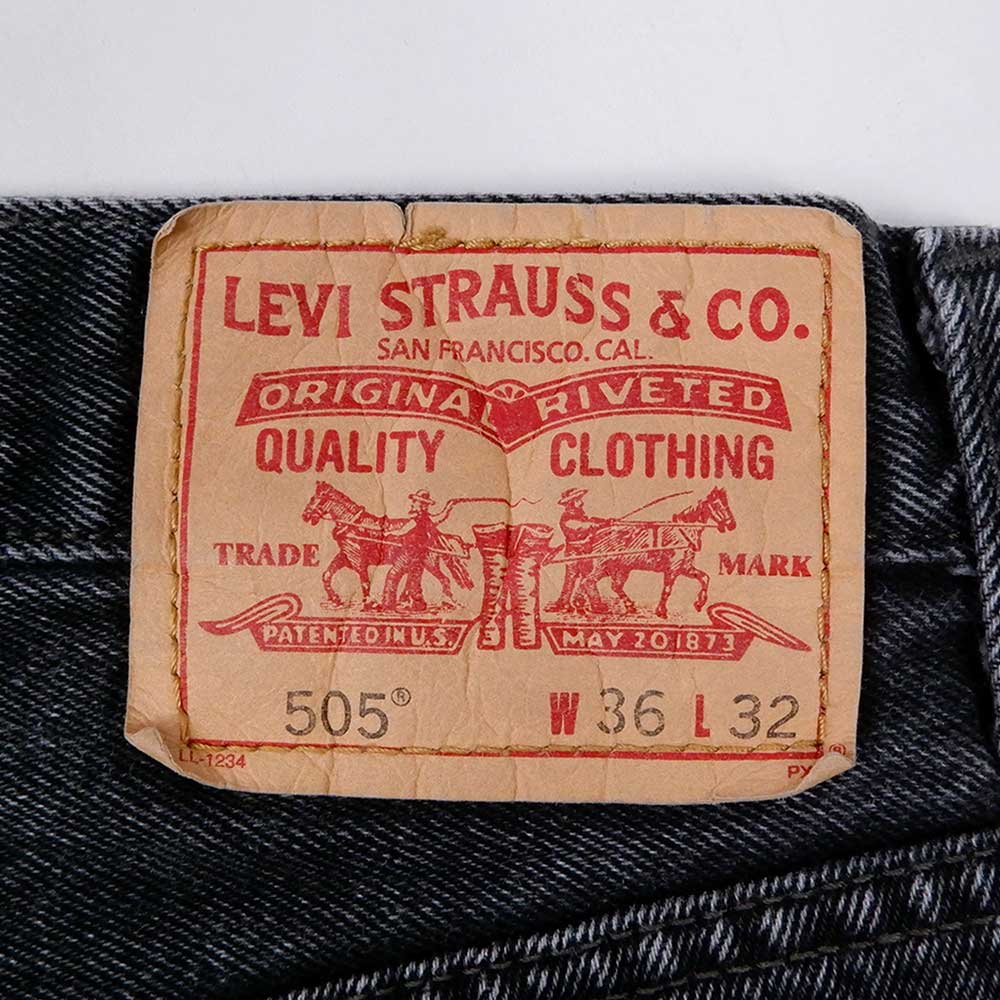 LEVI STRAUSS & CO.
SAN FRANCISCO. CAL.
ORIGINAL RIVETED
QUALITY CLOTHING
TRADE MARK
PATENTED IN U.S. MAY 20 1873
505® W 36 L 32
LL-1234 PY ®